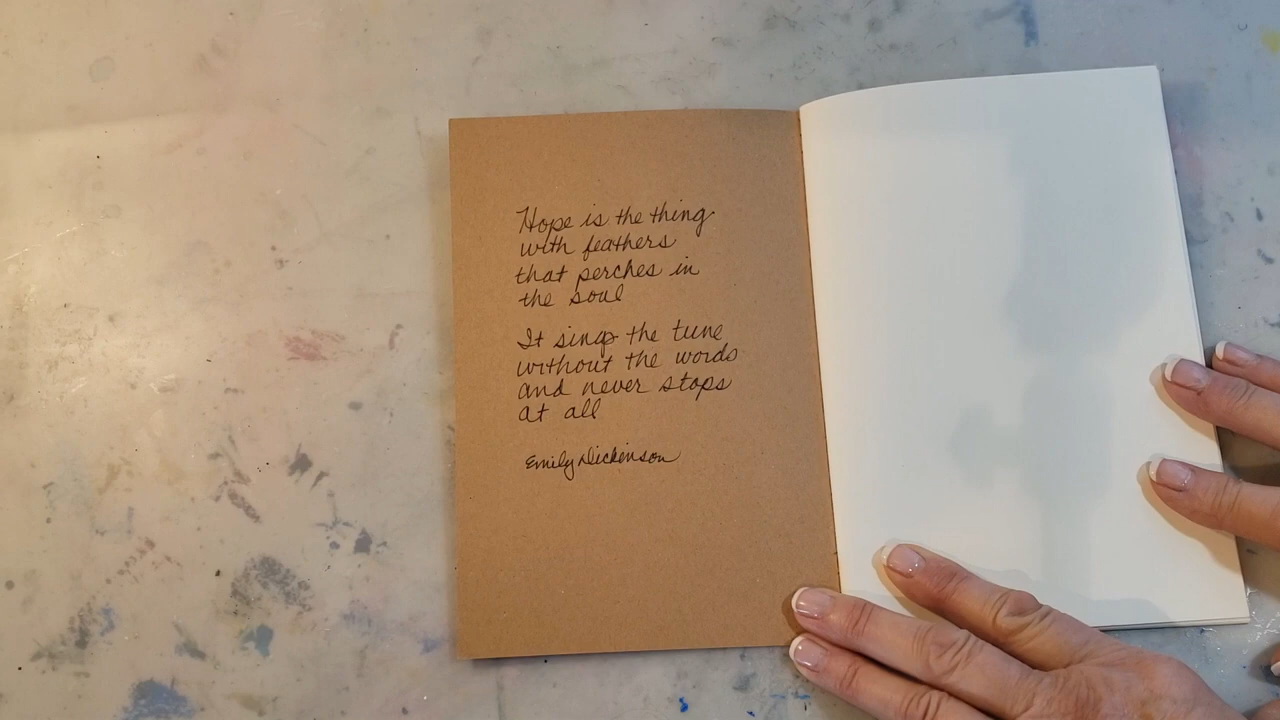 Hope is the thing
with feathers
that perches in
the soul
It sings the tune
without the words
and never stops
at all
Emily Dickinson